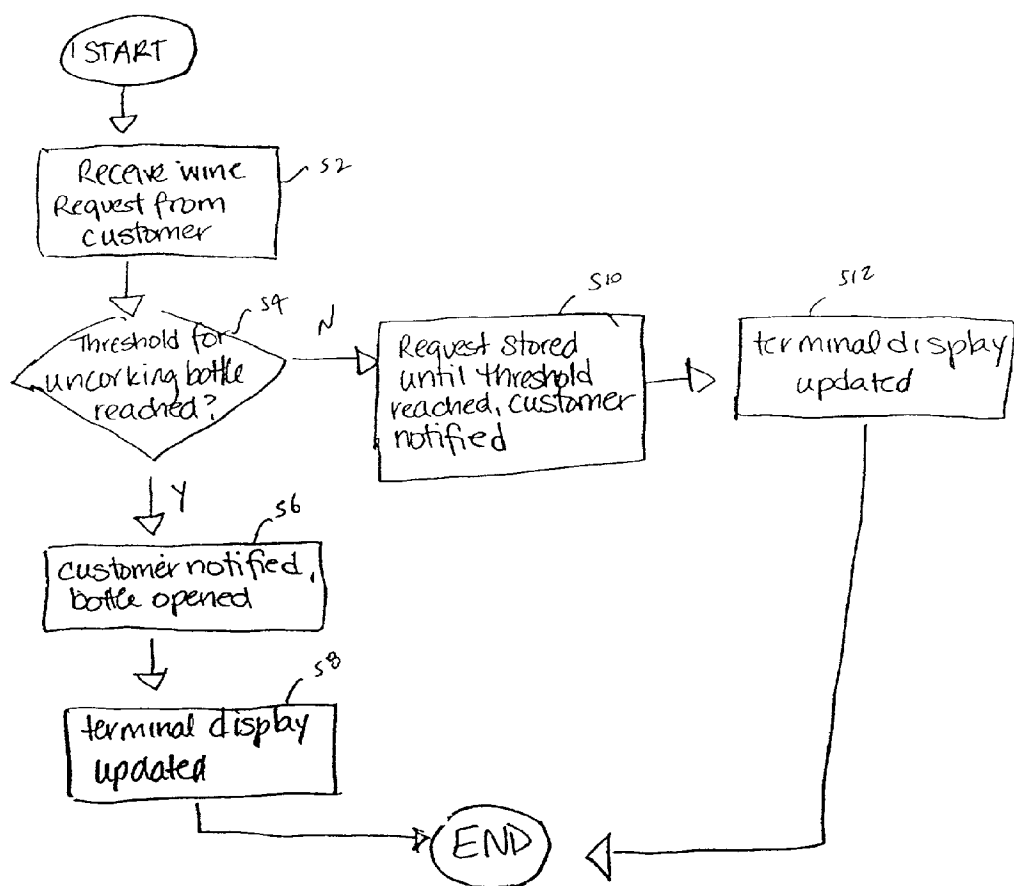 START
Receive wine
Request from
customer
S2
Threshold for
uncorking bottle
reached?
S4
N
Request Stored
until threshold
reached, customer
notified
S10
terminal display
updated
S12
Y
customer notified,
bottle opened
S6
terminal display
updated
S8
END